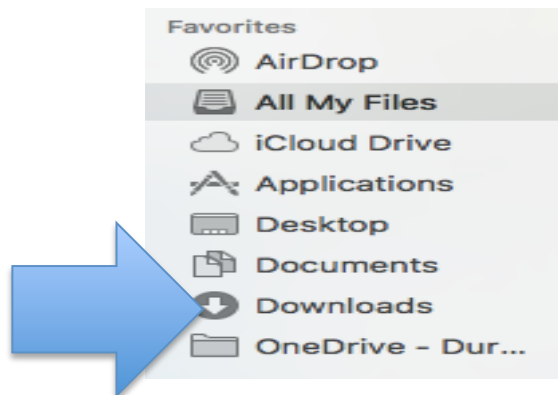 Favorites
AirDrop
All My Files
iCloud Drive
Applications
Desktop
Documents
Downloads
OneDrive - Dur...